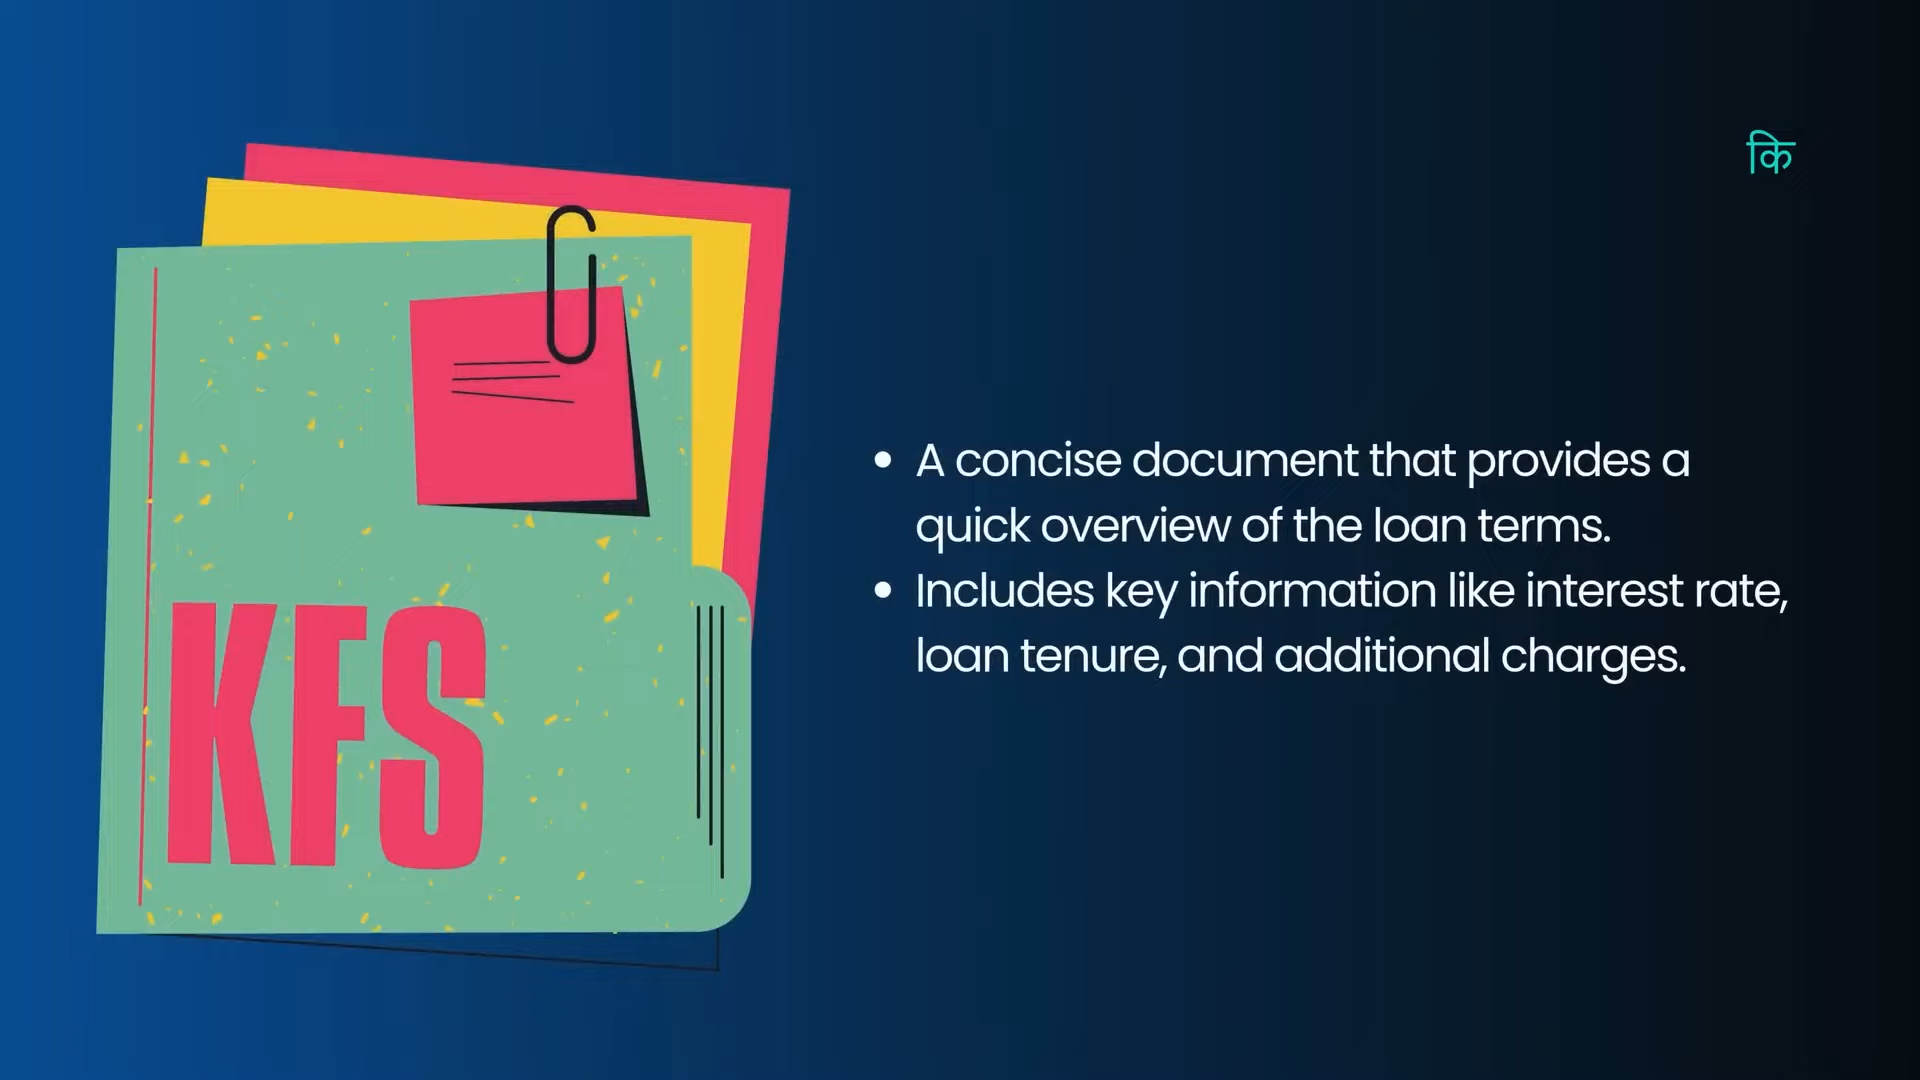 कि
• A concise document that provides a
quick overview of the loan terms.
• Includes key information like interest rate,
loan tenure, and additional charges.
KFS